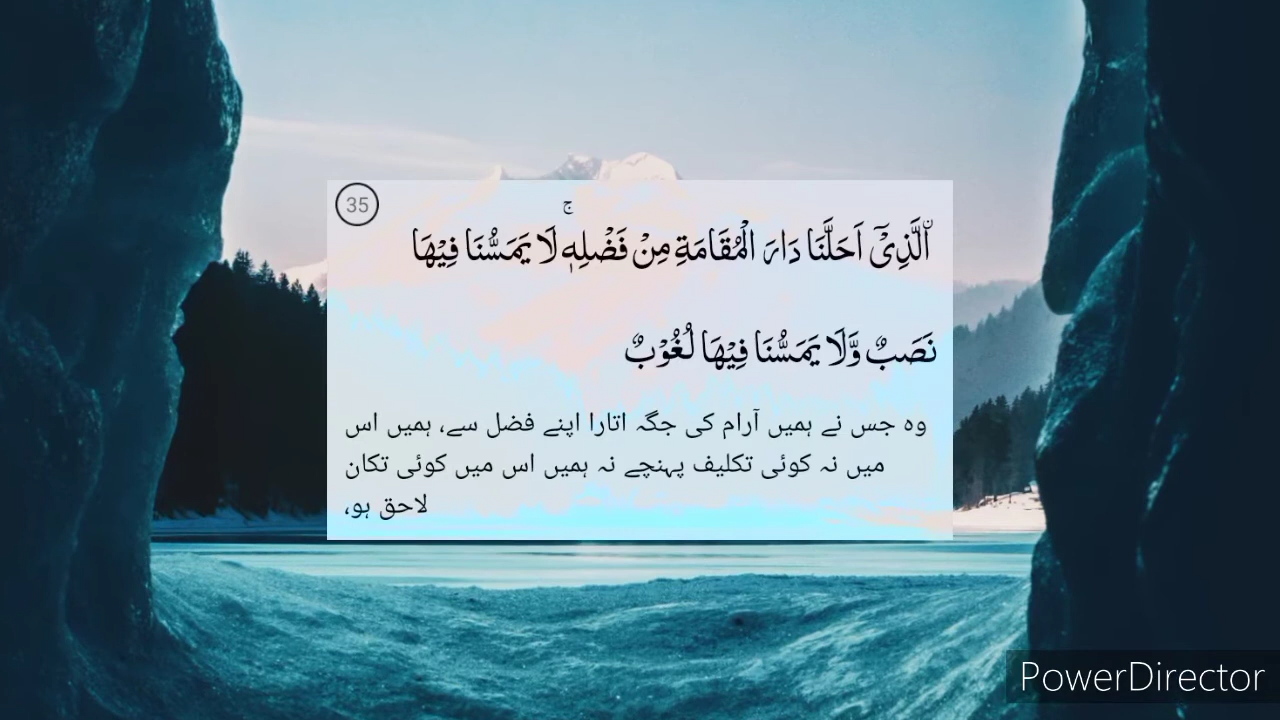 35
ۨالَّذِیْۤ اَحَلَّنَا دَارَ الْمُقَامَةِ مِنْ فَضْلِهٖ ۚ لَا یَمَسُّنَا فِیْهَا
نَصَبٌ وَّلَا یَمَسُّنَا فِیْهَا لُغُوْبٌ
وہ جس نے ہمیں آرام کی جگہ اتارا اپنے فضل سے، ہمیں اس
میں نہ کوئی تکلیف پہنچے نہ ہمیں اس میں کوئی تکان
لاحق ہو،
PowerDirector